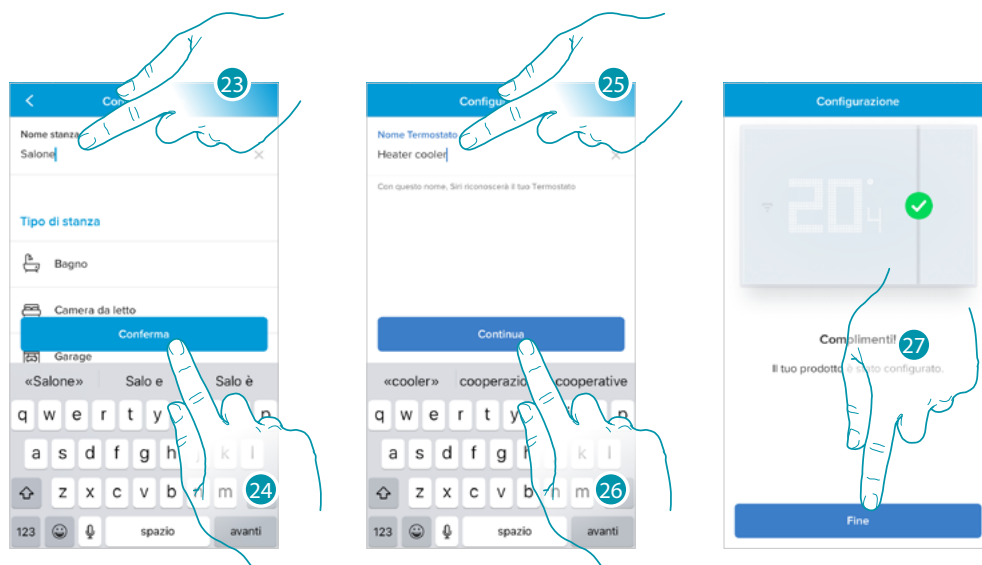 23
Nome stanza
Salone
Tipo di stanza
Bagno
Camera da letto
Conferma
Garage
«Salone» Salo e Salo è
q w e r t y p
a s d f g h k l
z x c v b n m
24
123 spazio avanti
25
Nome Termostato
Heater cooler
Con questo nome, Siri riconoscerà il tuo Termostato
Continua
«cooler» cooperative
q w e r t y p
a s d f g h k l
z x c v b n m
26
123 spazio avanti
Configurazione
20.4
Complimenti!
27
Il tuo prodotto è stato configurato.
Fine